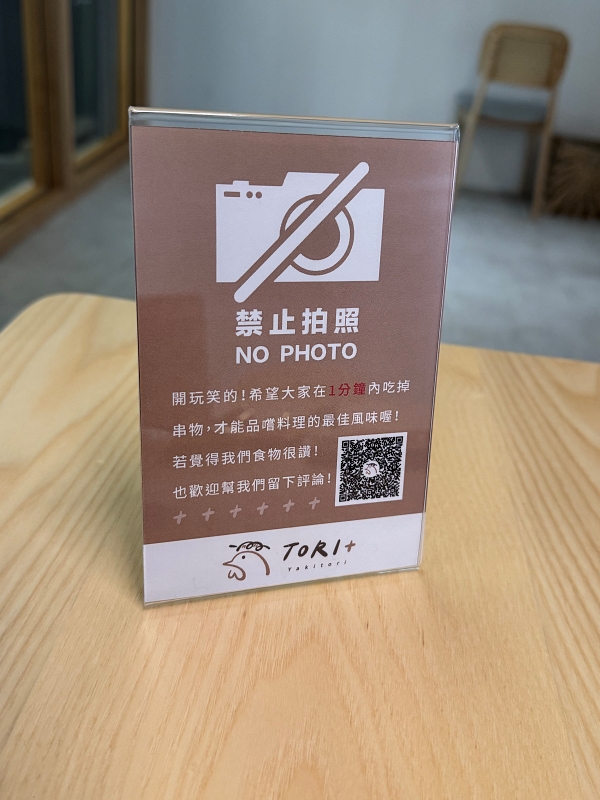 禁止拍照
NO PHOTO
開玩笑的！希望大家在1分鐘內吃掉
串物，才能品嚐料理的最佳風味喔！
若覺得我們食物很讚！
也歡迎幫我們留下評論！
TORI+
Yakitori